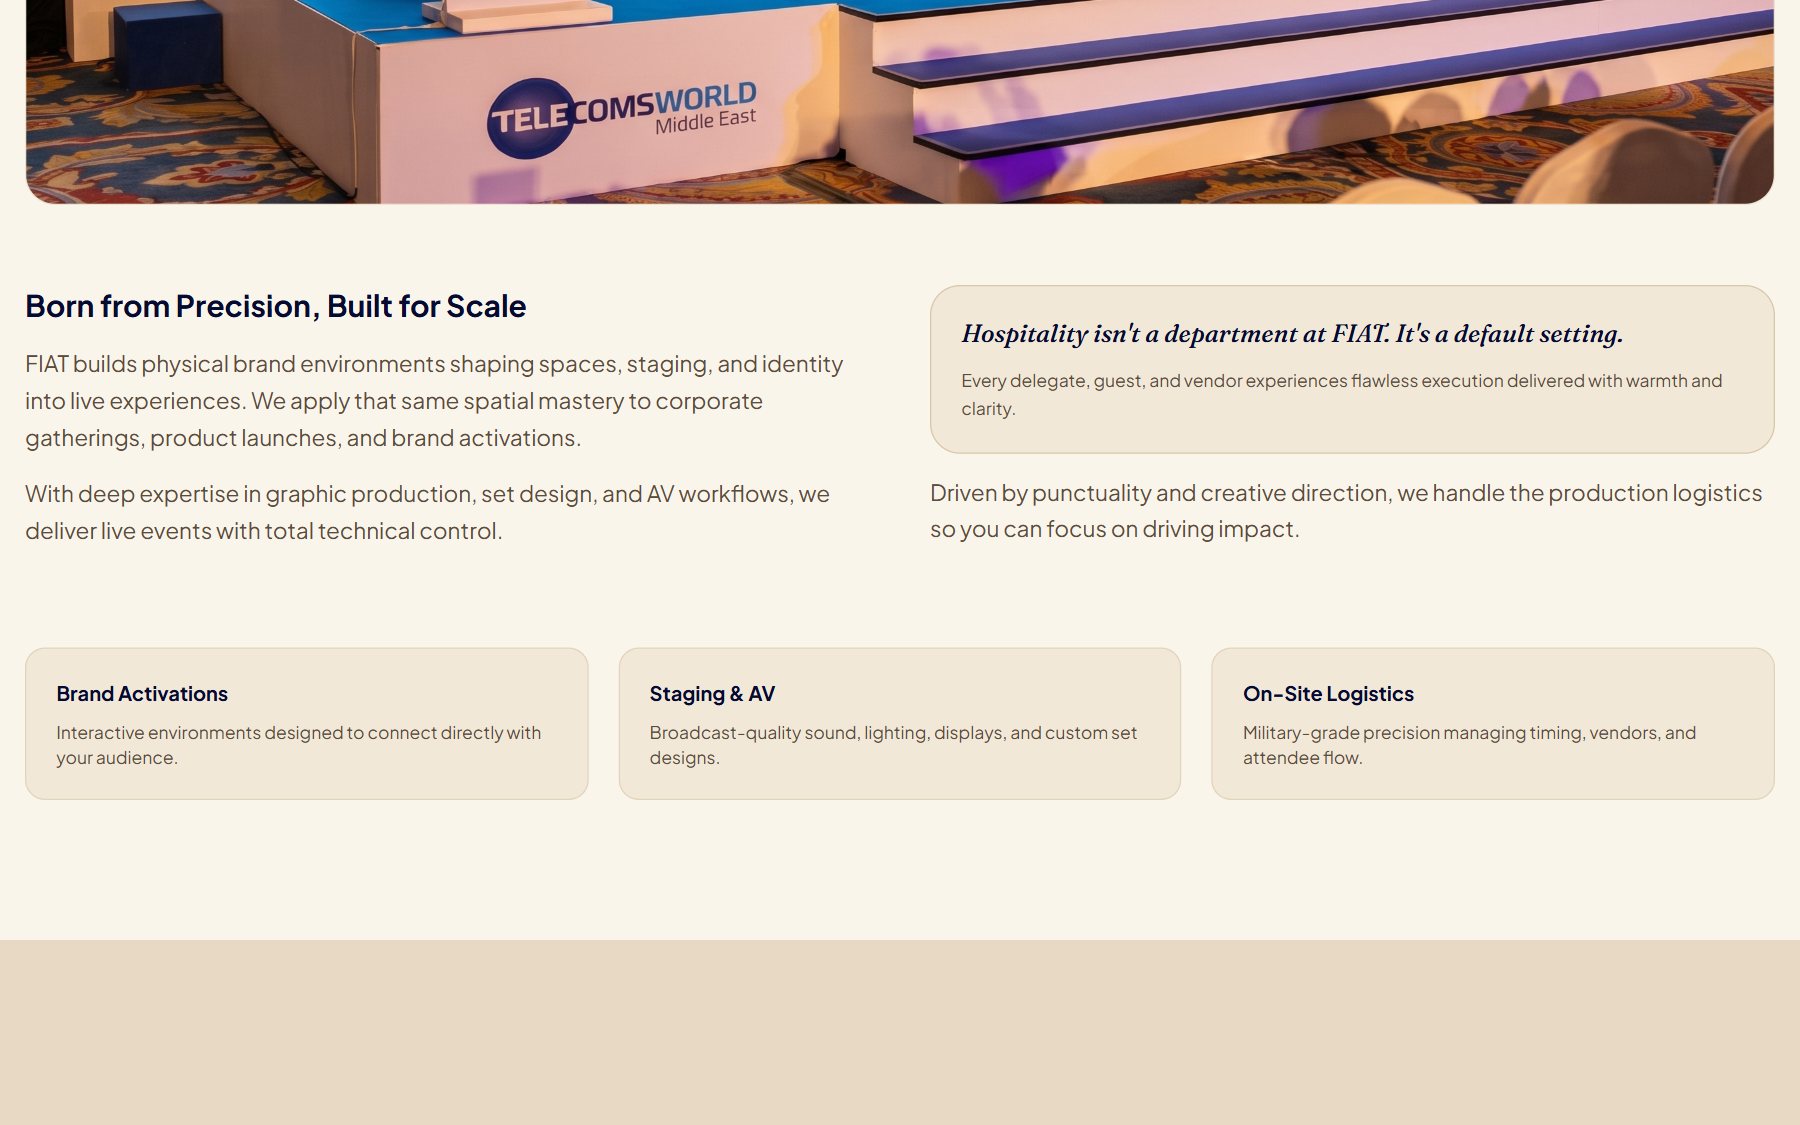 TELECOMSWORLD
Middle East
Born from Precision, Built for Scale
FIAT builds physical brand environments shaping spaces, staging, and identity
into live experiences. We apply that same spatial mastery to corporate
gatherings, product launches, and brand activations.
With deep expertise in graphic production, set design, and AV workflows, we
deliver live events with total technical control.
Hospitality isn't a department at FIAT. It's a default setting.
Every delegate, guest, and vendor experiences flawless execution delivered with warmth and
clarity.
Driven by punctuality and creative direction, we handle the production logistics
so you can focus on driving impact.
Brand Activations
Interactive environments designed to connect directly with
your audience.
Staging & AV
Broadcast-quality sound, lighting, displays, and custom set
designs.
On-Site Logistics
Military-grade precision managing timing, vendors, and
attendee flow.